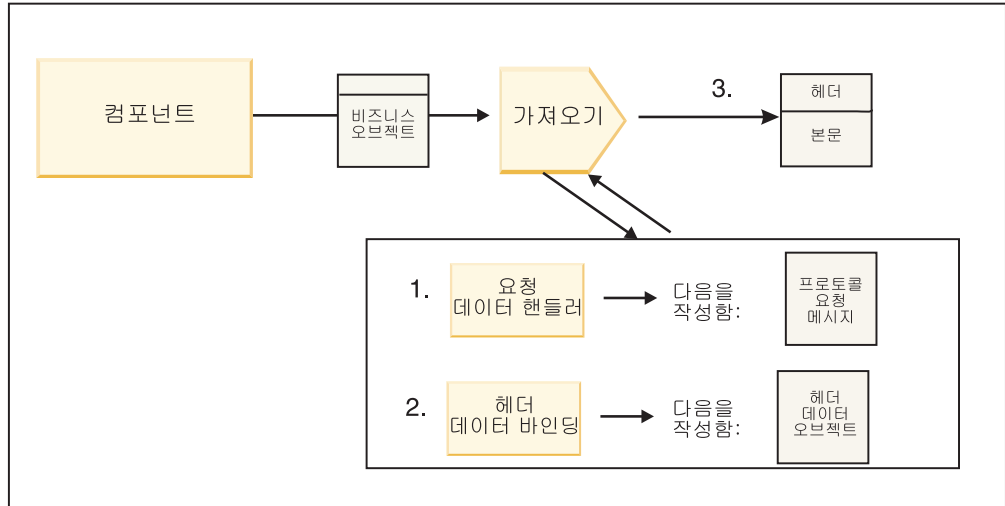 컴포넌트
비즈니스
오브젝트
가져오기
3.
헤더
본문
1.
요청
데이터 핸들러
다음을
작성함:
프로토콜
요청
메시지
2.
헤더
데이터 바인딩
다음을
작성함:
헤더
데이터
오브젝트